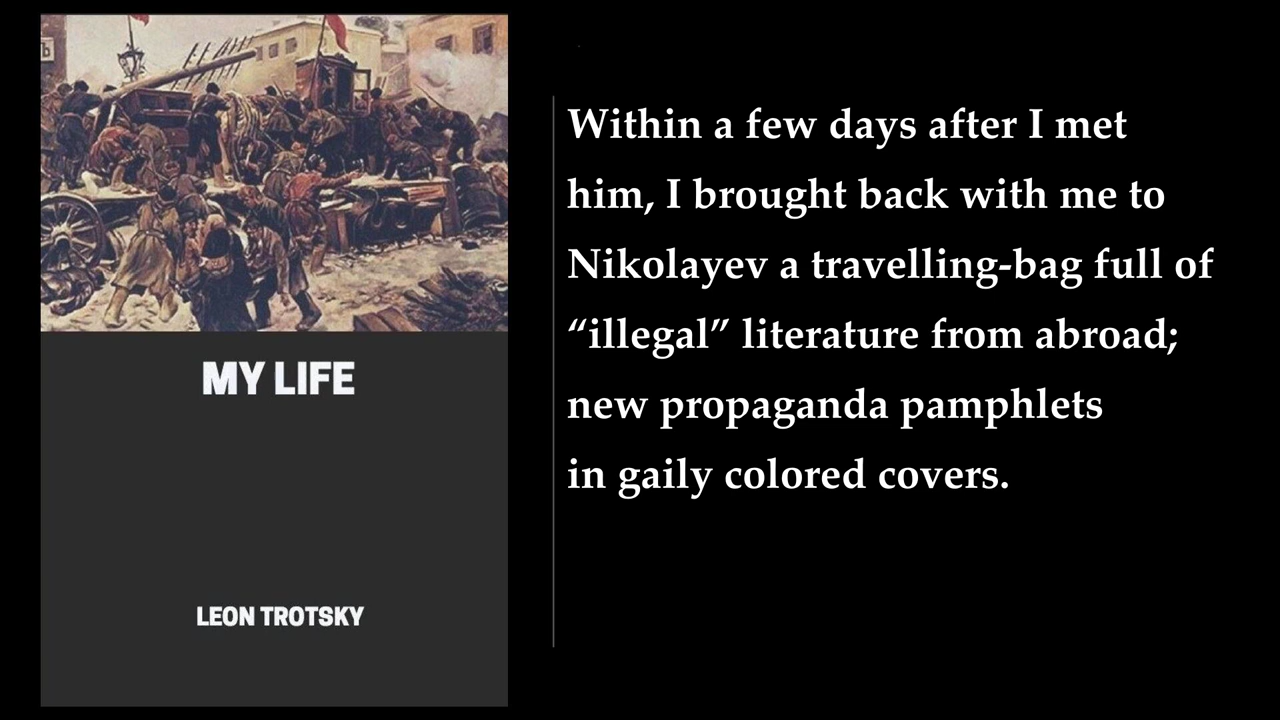 MY LIFE
LEON TROTSKY
Within a few days after I met
him, I brought back with me to
Nikolayev a travelling-bag full of
“illegal” literature from abroad;
new propaganda pamphlets
in gaily colored covers.